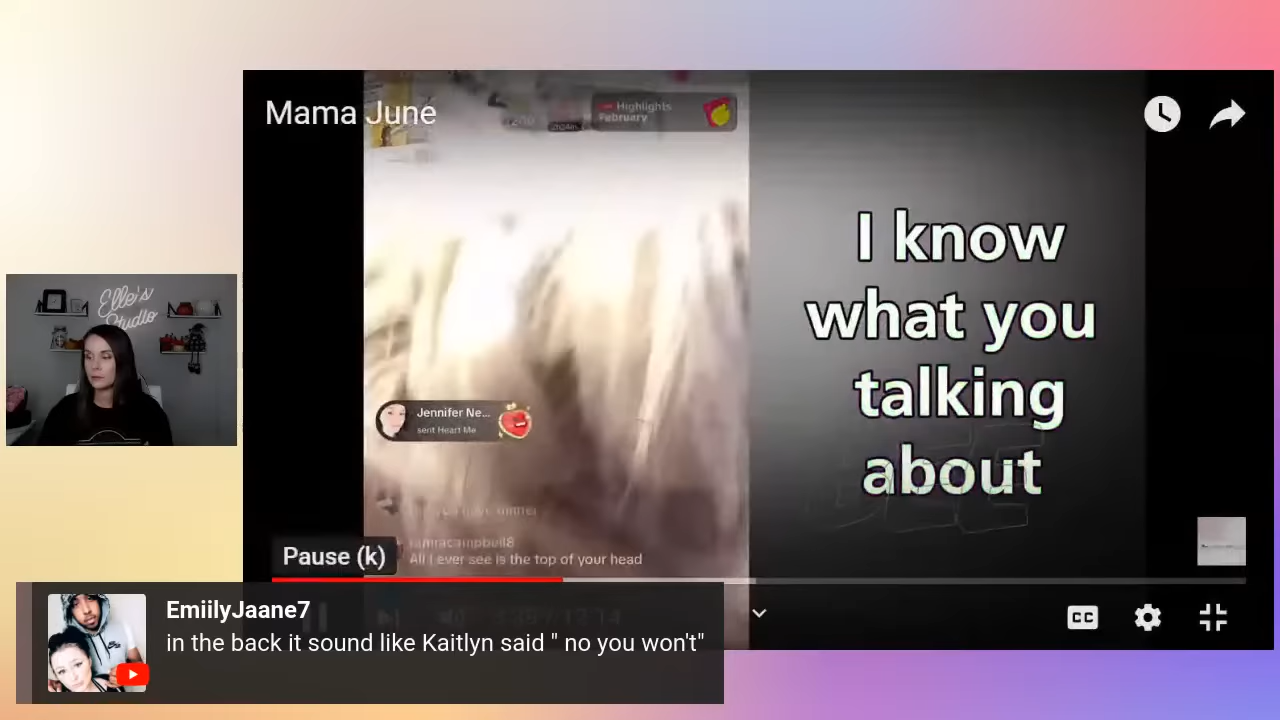 Mama June
Highlights
February
Elle's
Studio
I know
what you
talking
about
Jennifer Ne...
sent Heart Me
All I ever see is the top of your head
Pause (k)
EmiilyJaane7
in the back it sound like Kaitlyn said " no you won't"
CC